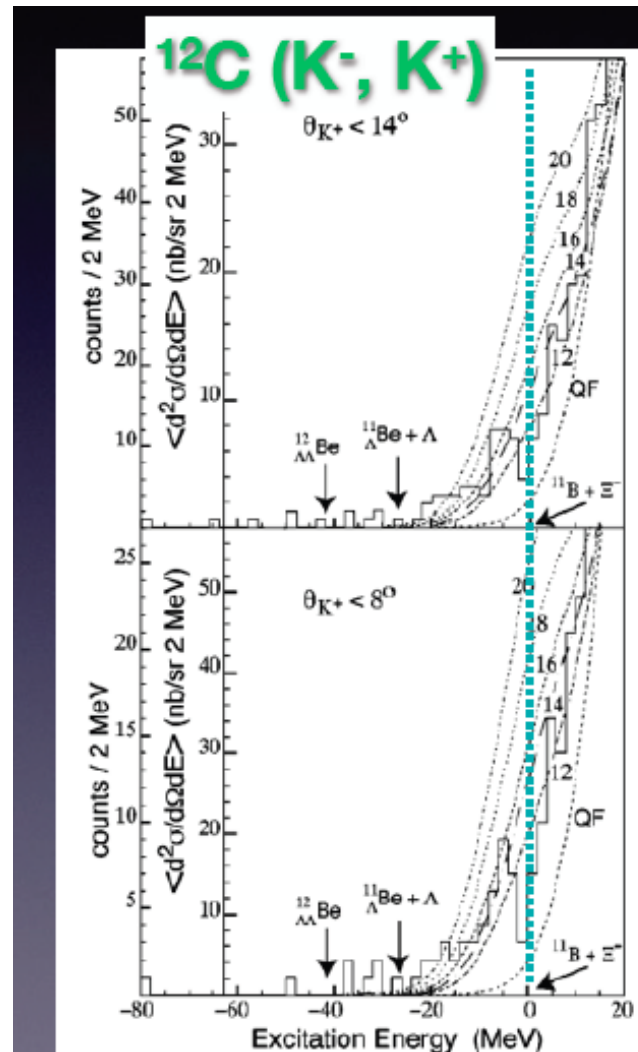 ¹²C (K⁻, K⁺)
θK+ < 14°
counts / 2 MeV
50
40
30
20
10
<d²σ/dΩdE> (nb/sr 2 MeV)
30
20
10
20
18
16
14
12
QF
¹²ΛΛBe
¹¹ΛBe + Λ
¹¹B + Ξ⁻
θK+ < 8°
counts / 2 MeV
25
20
15
10
5
<d²σ/dΩdE> (nb/sr 2 MeV)
50
40
30
20
10
20
18
16
14
12
QF
¹²ΛΛBe
¹¹ΛBe + Λ
¹¹B + Ξ⁻
−80 −60 −40 −20 0 20
Excitation Energy (MeV)